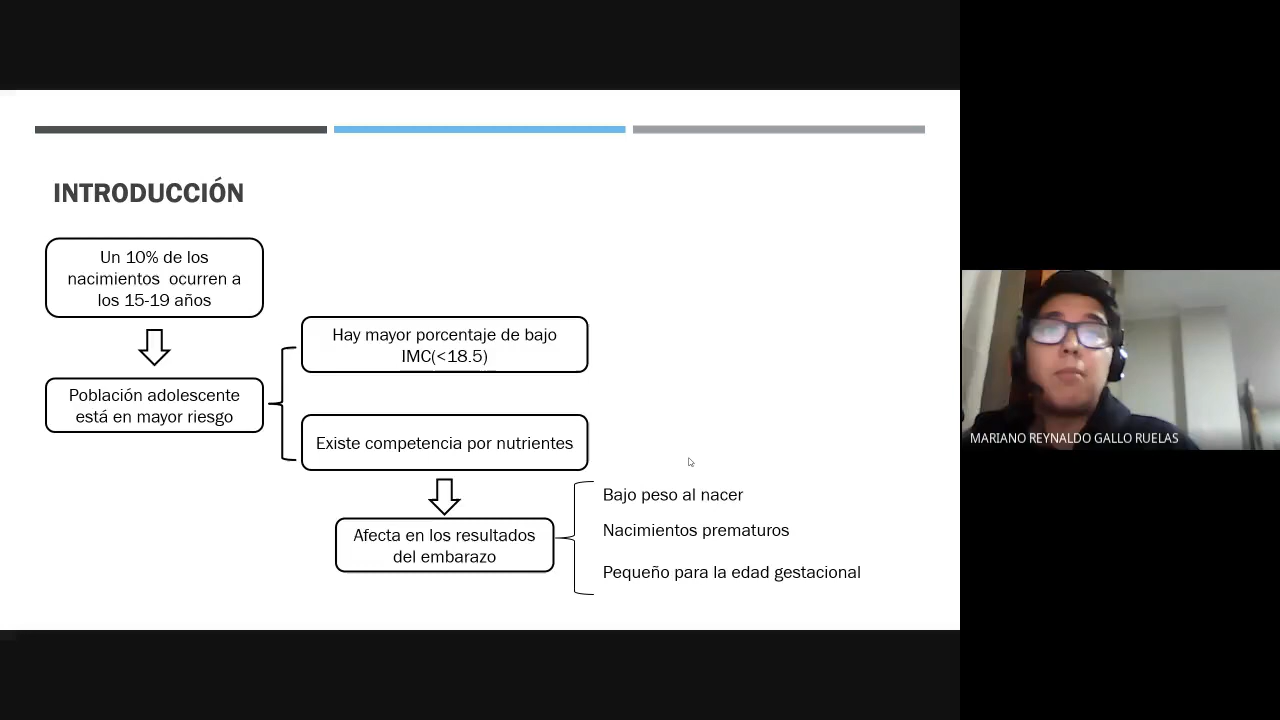 INTRODUCCIÓN
Un 10% de los
nacimientos ocurren a
los 15-19 años
Población adolescente
está en mayor riesgo
Hay mayor porcentaje de bajo
IMC(<18.5)
Existe competencia por nutrientes
Afecta en los resultados
del embarazo
Bajo peso al nacer
Nacimientos prematuros
Pequeño para la edad gestacional
MARIANO REYNALDO GALLO RUELAS